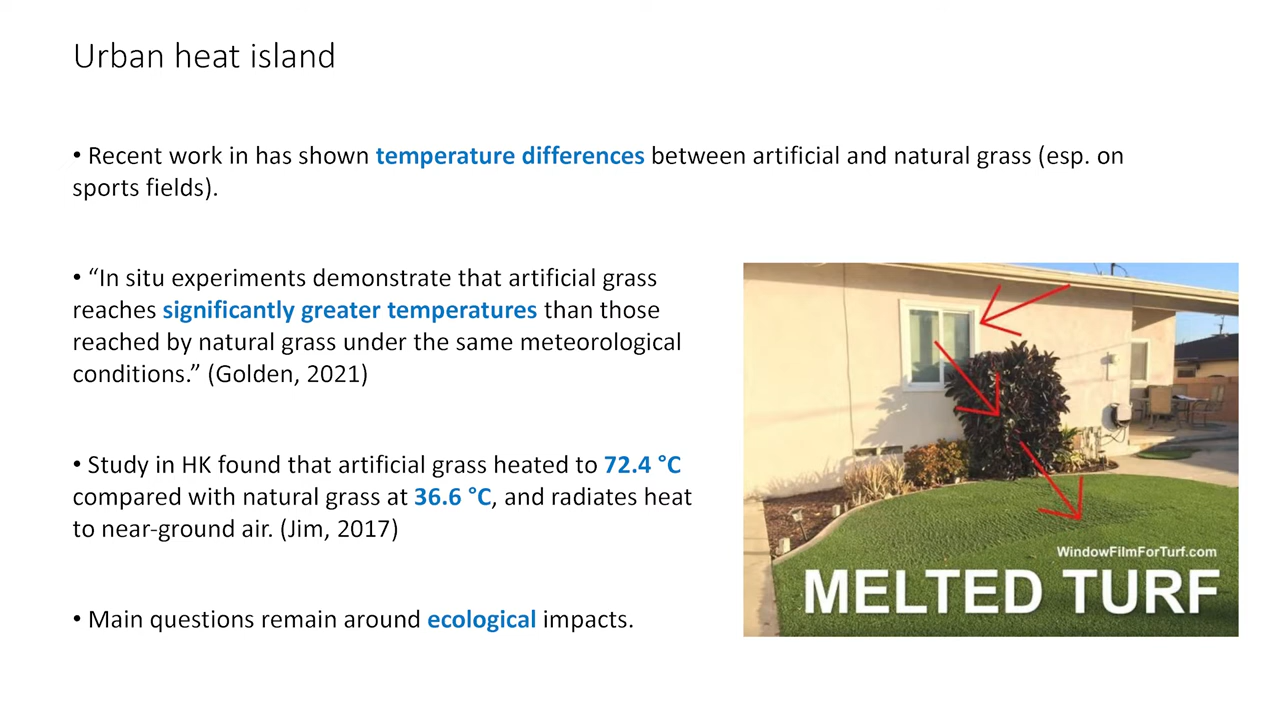 Urban heat island
• Recent work in has shown temperature differences between artificial and natural grass (esp. on
sports fields).
• “In situ experiments demonstrate that artificial grass
reaches significantly greater temperatures than those
reached by natural grass under the same meteorological
conditions.” (Golden, 2021)
• Study in HK found that artificial grass heated to 72.4 °C
compared with natural grass at 36.6 °C, and radiates heat
to near-ground air. (Jim, 2017)
• Main questions remain around ecological impacts.
WindowFilmForTurf.com
MELTED TURF